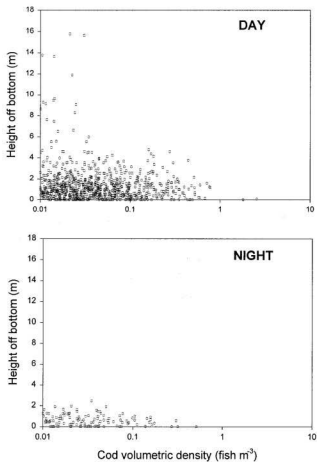 DAY
Height off bottom (m)
18
16
14
12
10
8
6
4
2
0
0.01 0.1 1 10
NIGHT
Height off bottom (m)
18
16
14
12
10
8
6
4
2
0
0.01 0.1 1 10
Cod volumetric density (fish m⁻³)